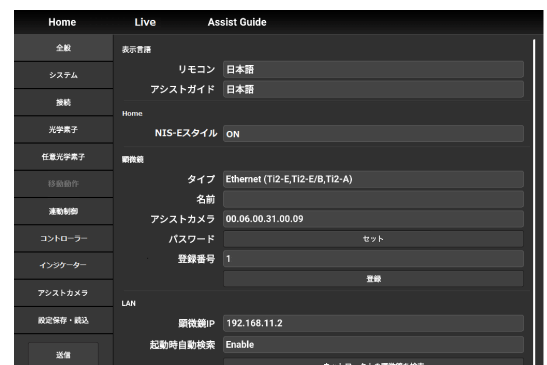 Home Live Assist Guide
全般
システム
接続
光学素子
任意光学素子
移動動作
連動制御
コントローラー
インジケーター
アシストカメラ
設定保存・読込
送信
表示言語
リモコン 日本語
アシストガイド 日本語
Home
NIS-Eスタイル ON
顕微鏡
タイプ Ethernet (Ti2-E,Ti2-E/B,Ti2-A)
名前
アシストカメラ 00.06.00.31.00.09
パスワード セット
登録番号 1
登録
LAN
顕微鏡IP 192.168.11.2
起動時自動検索 Enable